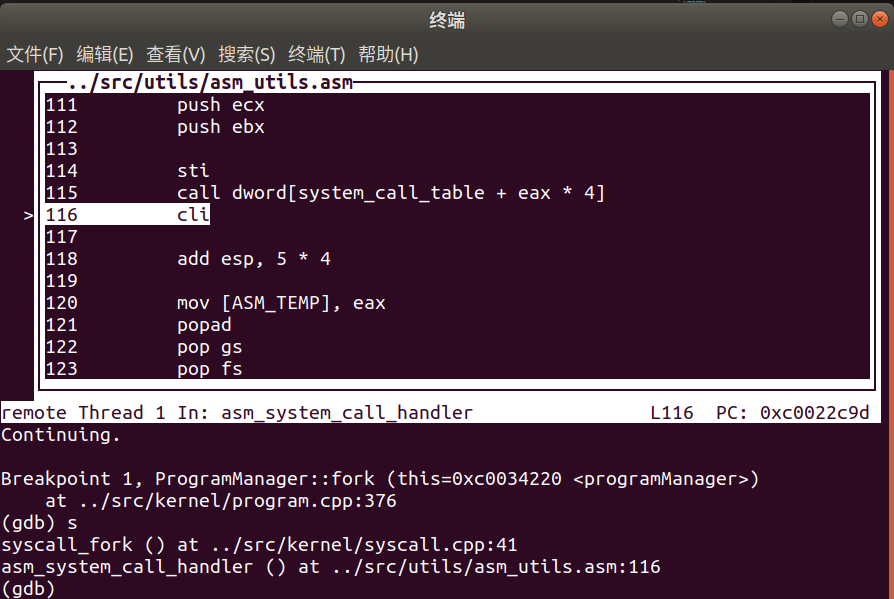 终端
文件(F) 编辑(E) 查看(V) 搜索(S) 终端(T) 帮助(H)
../src/utils/asm_utils.asm
111 push ecx
112 push ebx
113
114 sti
115 call dword[system_call_table + eax * 4]
> 116 cli
117
118 add esp, 5 * 4
119
120 mov [ASM_TEMP], eax
121 popad
122 pop gs
123 pop fs
remote Thread 1 In: asm_system_call_handler L116 PC: 0xc0022c9d
Continuing.
Breakpoint 1, ProgramManager::fork (this=0xc0034220 <programManager>)
at ../src/kernel/program.cpp:376
(gdb) s
syscall_fork () at ../src/kernel/syscall.cpp:41
asm_system_call_handler () at ../src/utils/asm_utils.asm:116
(gdb)